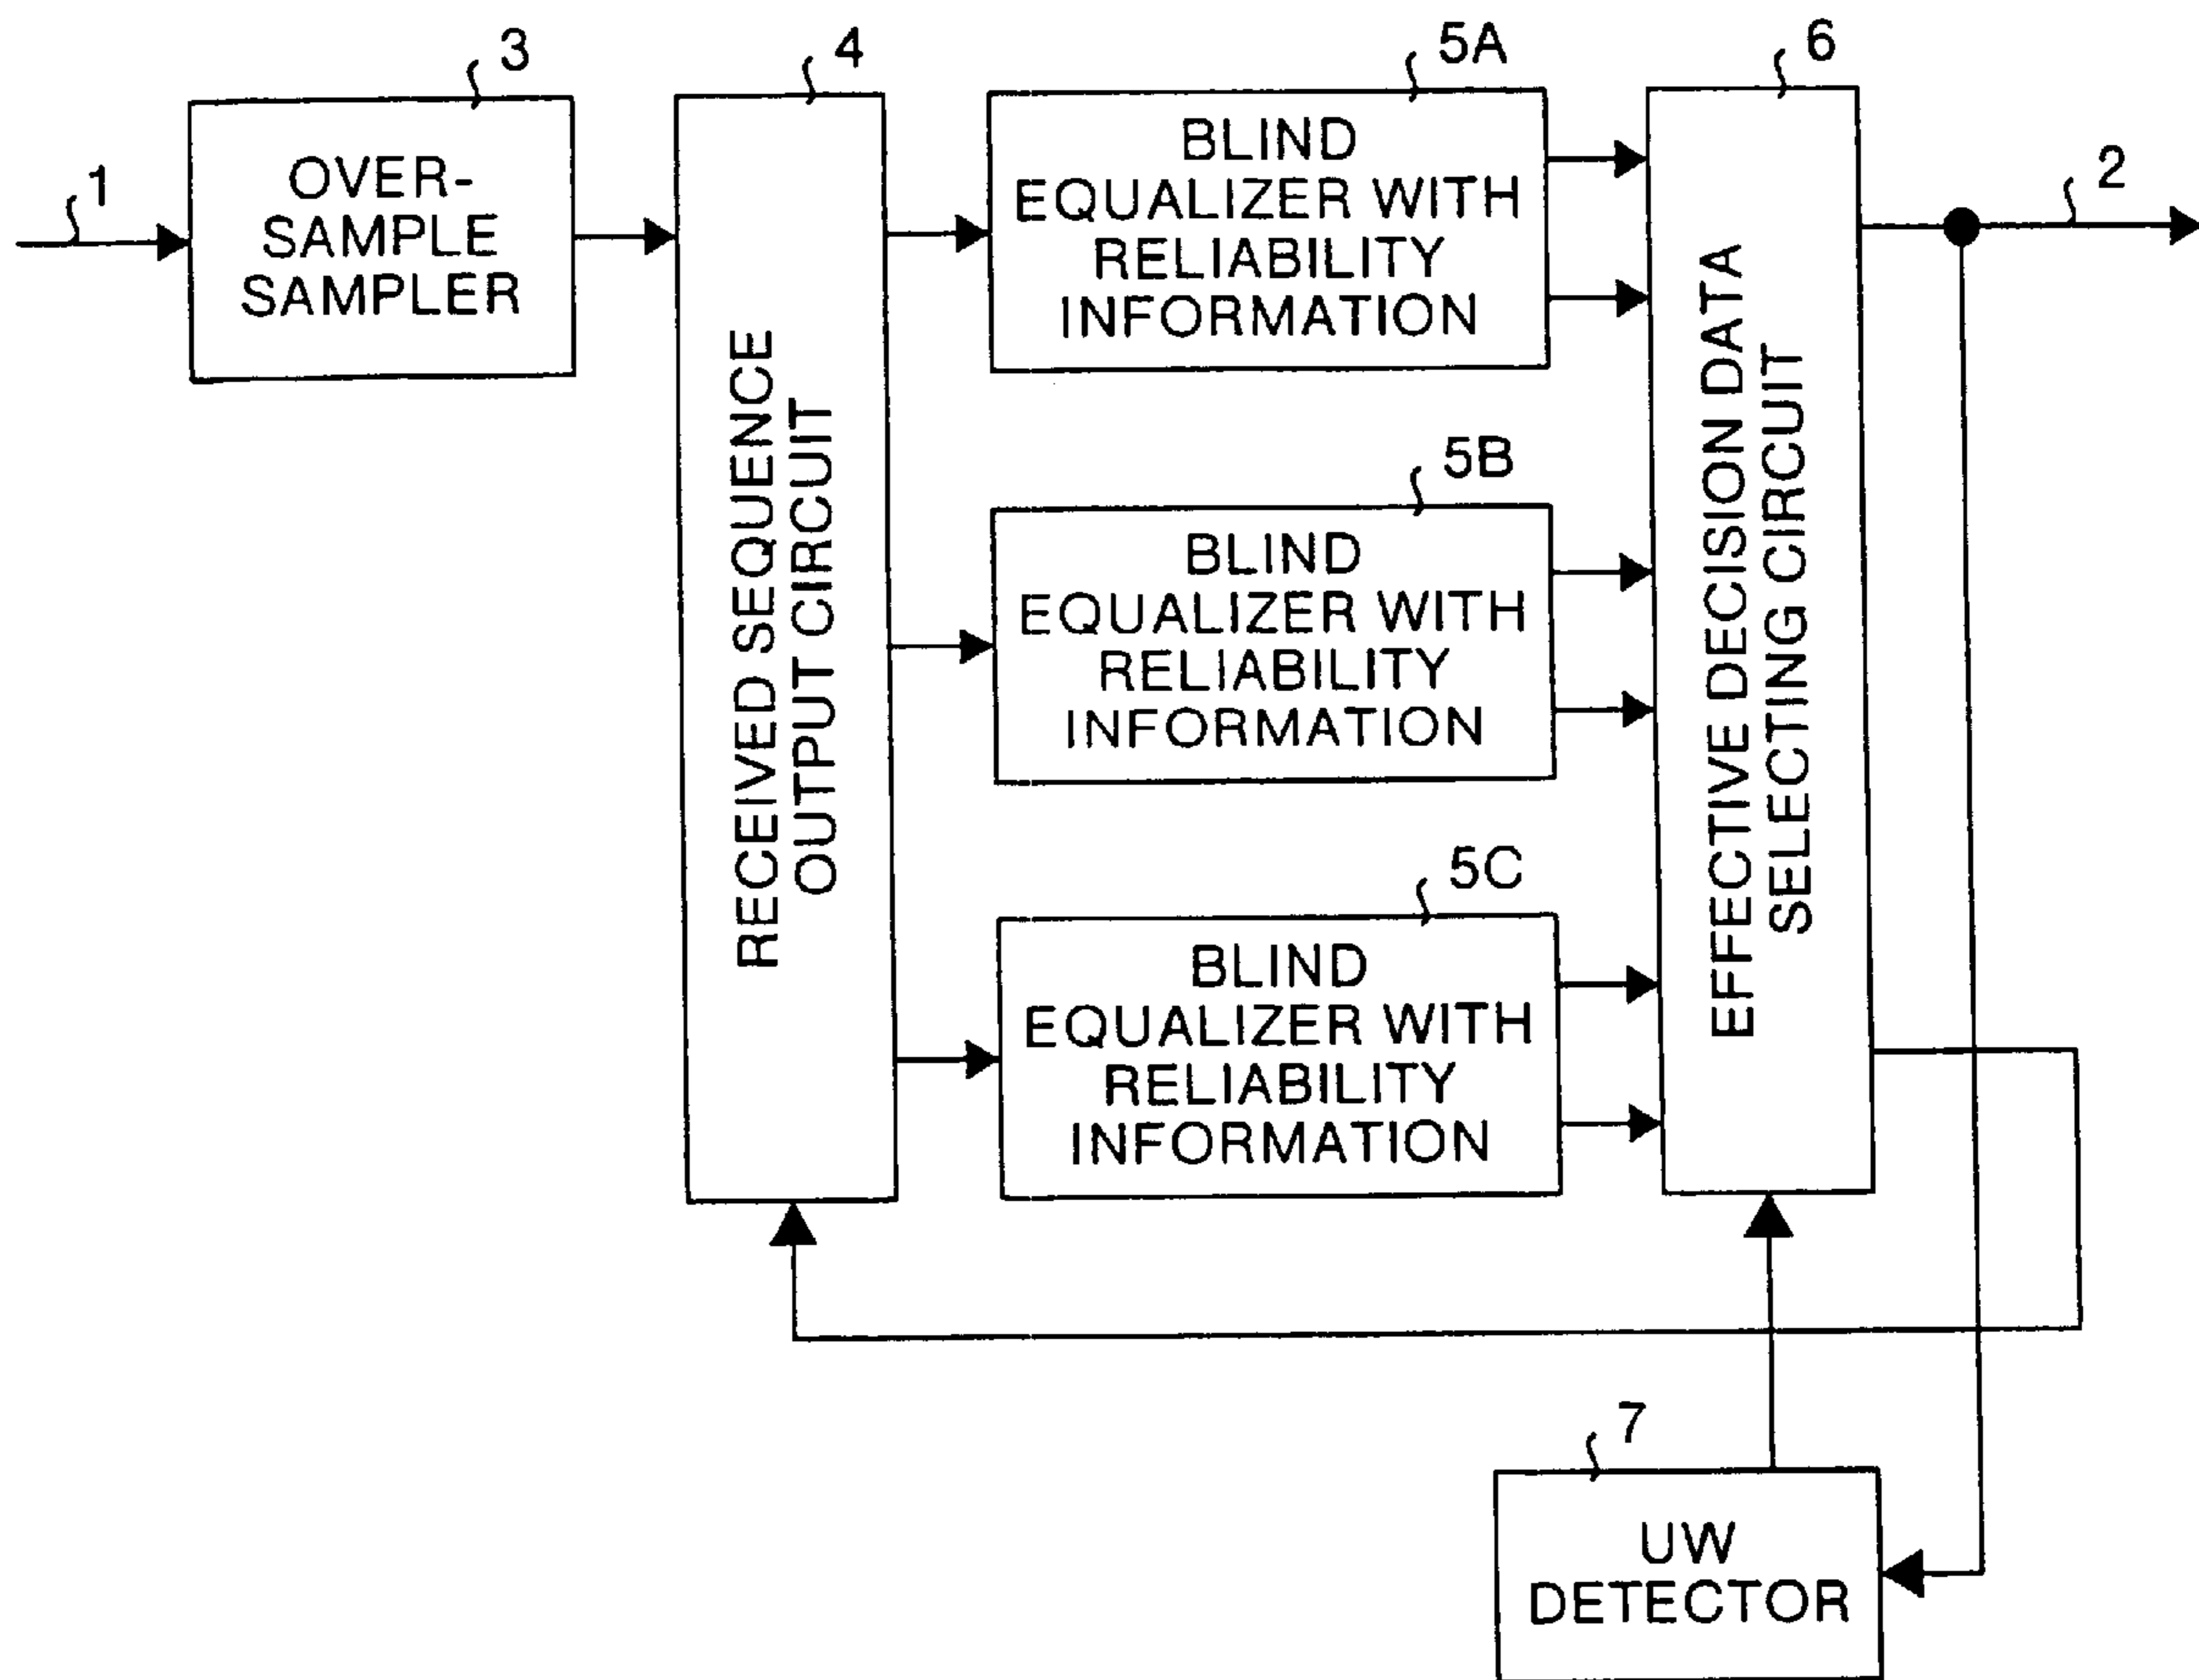 3
4
5A
6
1
OVER-
SAMPLE
SAMPLER
RECEIVED SEQUENCE
OUTPUT CIRCUIT
BLIND
EQUALIZER WITH
RELIABILITY
INFORMATION
5B
BLIND
EQUALIZER WITH
RELIABILITY
INFORMATION
5C
BLIND
EQUALIZER WITH
RELIABILITY
INFORMATION
EFFECTIVE DECISION DATA
SELECTING CIRCUIT
2
7
UW
DETECTOR